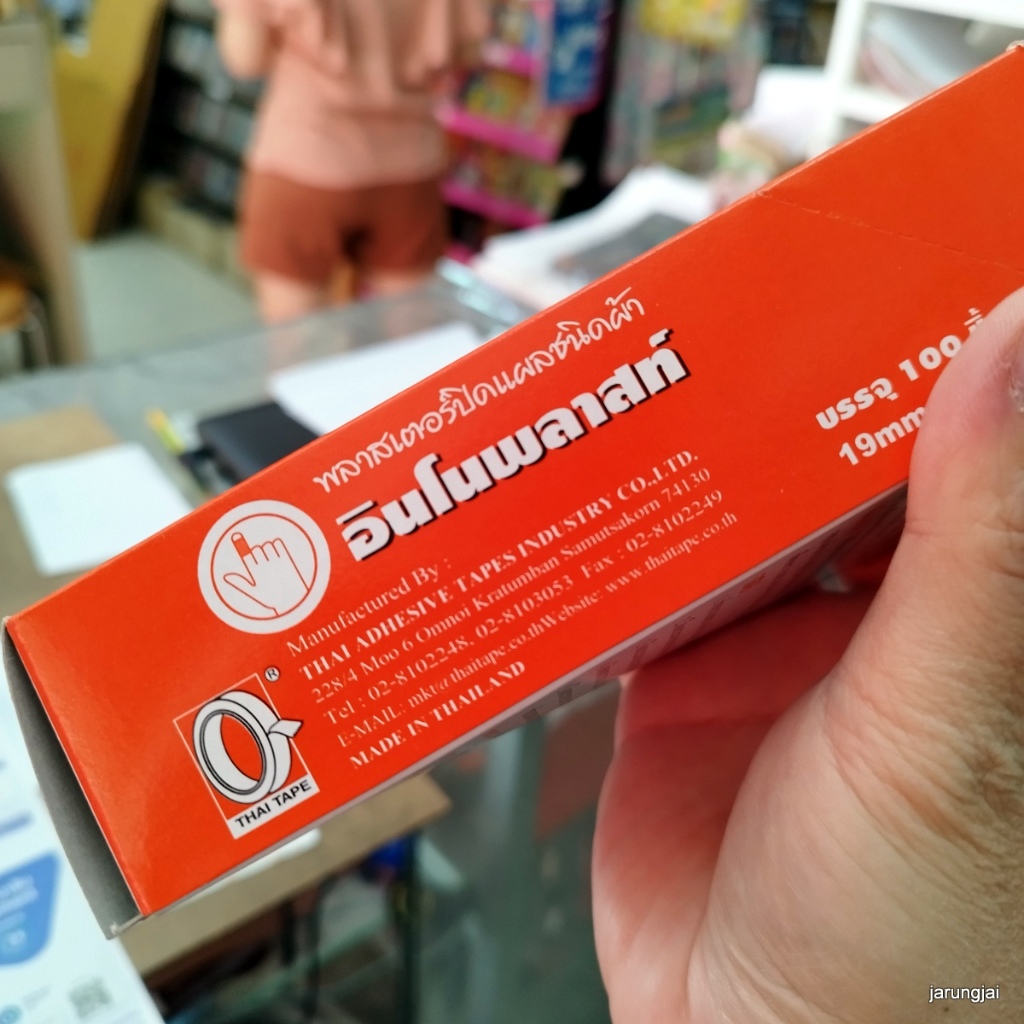 พลาสเตอร์ปิดแผลชนิดผ้า
อินโนพลาสท์
Manufactured By :
THAI ADHESIVE TAPES INDUSTRY CO.,LTD.
228/4 Moo 6 Omnoi Kratumban Samutsakorn 74130
Tel : 02-8102248, 02-8103053 Fax : 02-8102249
E-MAIL: mkt@thaitape.co.thWebsite: www.thaitape.co.th
MADE IN THAILAND
®
THAI TAPE
บรรจุ 100
19mm
jarungjai